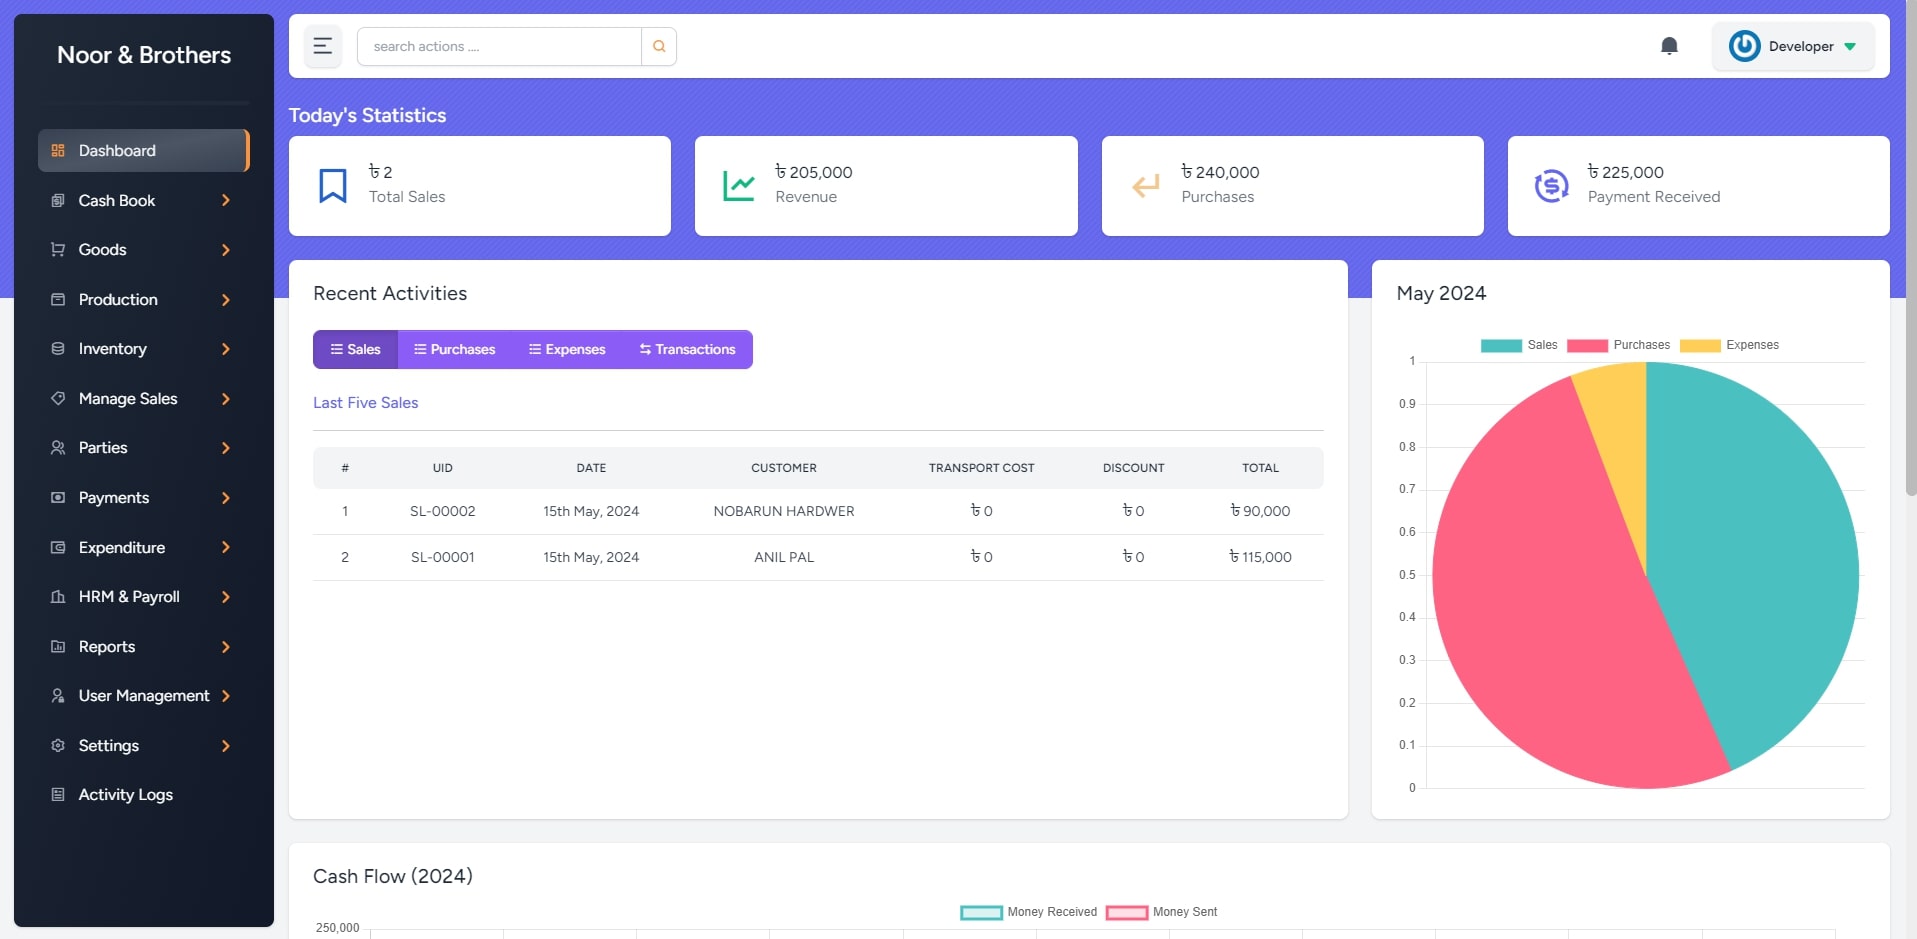 Noor & Brothers
search actions ....
Developer
Dashboard
Cash Book
Goods
Production
Inventory
Manage Sales
Parties
Payments
Expenditure
HRM & Payroll
Reports
User Management
Settings
Activity Logs
Today's Statistics
৳ 2
Total Sales
৳ 205,000
Revenue
৳ 240,000
Purchases
৳ 225,000
Payment Received
Recent Activities
Sales Purchases Expenses Transactions
Last Five Sales
# UID DATE CUSTOMER TRANSPORT COST DISCOUNT TOTAL
1 SL-00002 15th May, 2024 NOBARUN HARDWER ৳ 0 ৳ 0 ৳ 90,000
2 SL-00001 15th May, 2024 ANIL PAL ৳ 0 ৳ 0 ৳ 115,000
May 2024
Sales Purchases Expenses
1
0.9
0.8
0.7
0.6
0.5
0.4
0.3
0.2
0.1
0
Cash Flow (2024)
Money Received Money Sent
250,000